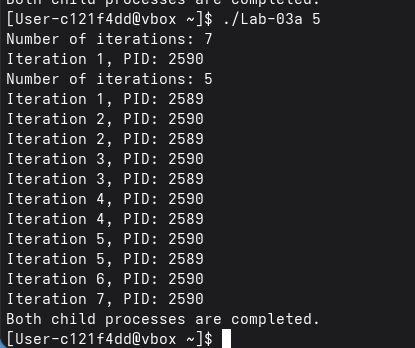 Both child processes are completed.
[User-c121f4dd@vbox ~]$ ./Lab-03a 5
Number of iterations: 7
Iteration 1, PID: 2590
Number of iterations: 5
Iteration 1, PID: 2589
Iteration 2, PID: 2590
Iteration 2, PID: 2589
Iteration 3, PID: 2590
Iteration 3, PID: 2589
Iteration 4, PID: 2590
Iteration 4, PID: 2589
Iteration 5, PID: 2590
Iteration 5, PID: 2589
Iteration 6, PID: 2590
Iteration 7, PID: 2590
Both child processes are completed.
[User-c121f4dd@vbox ~]$